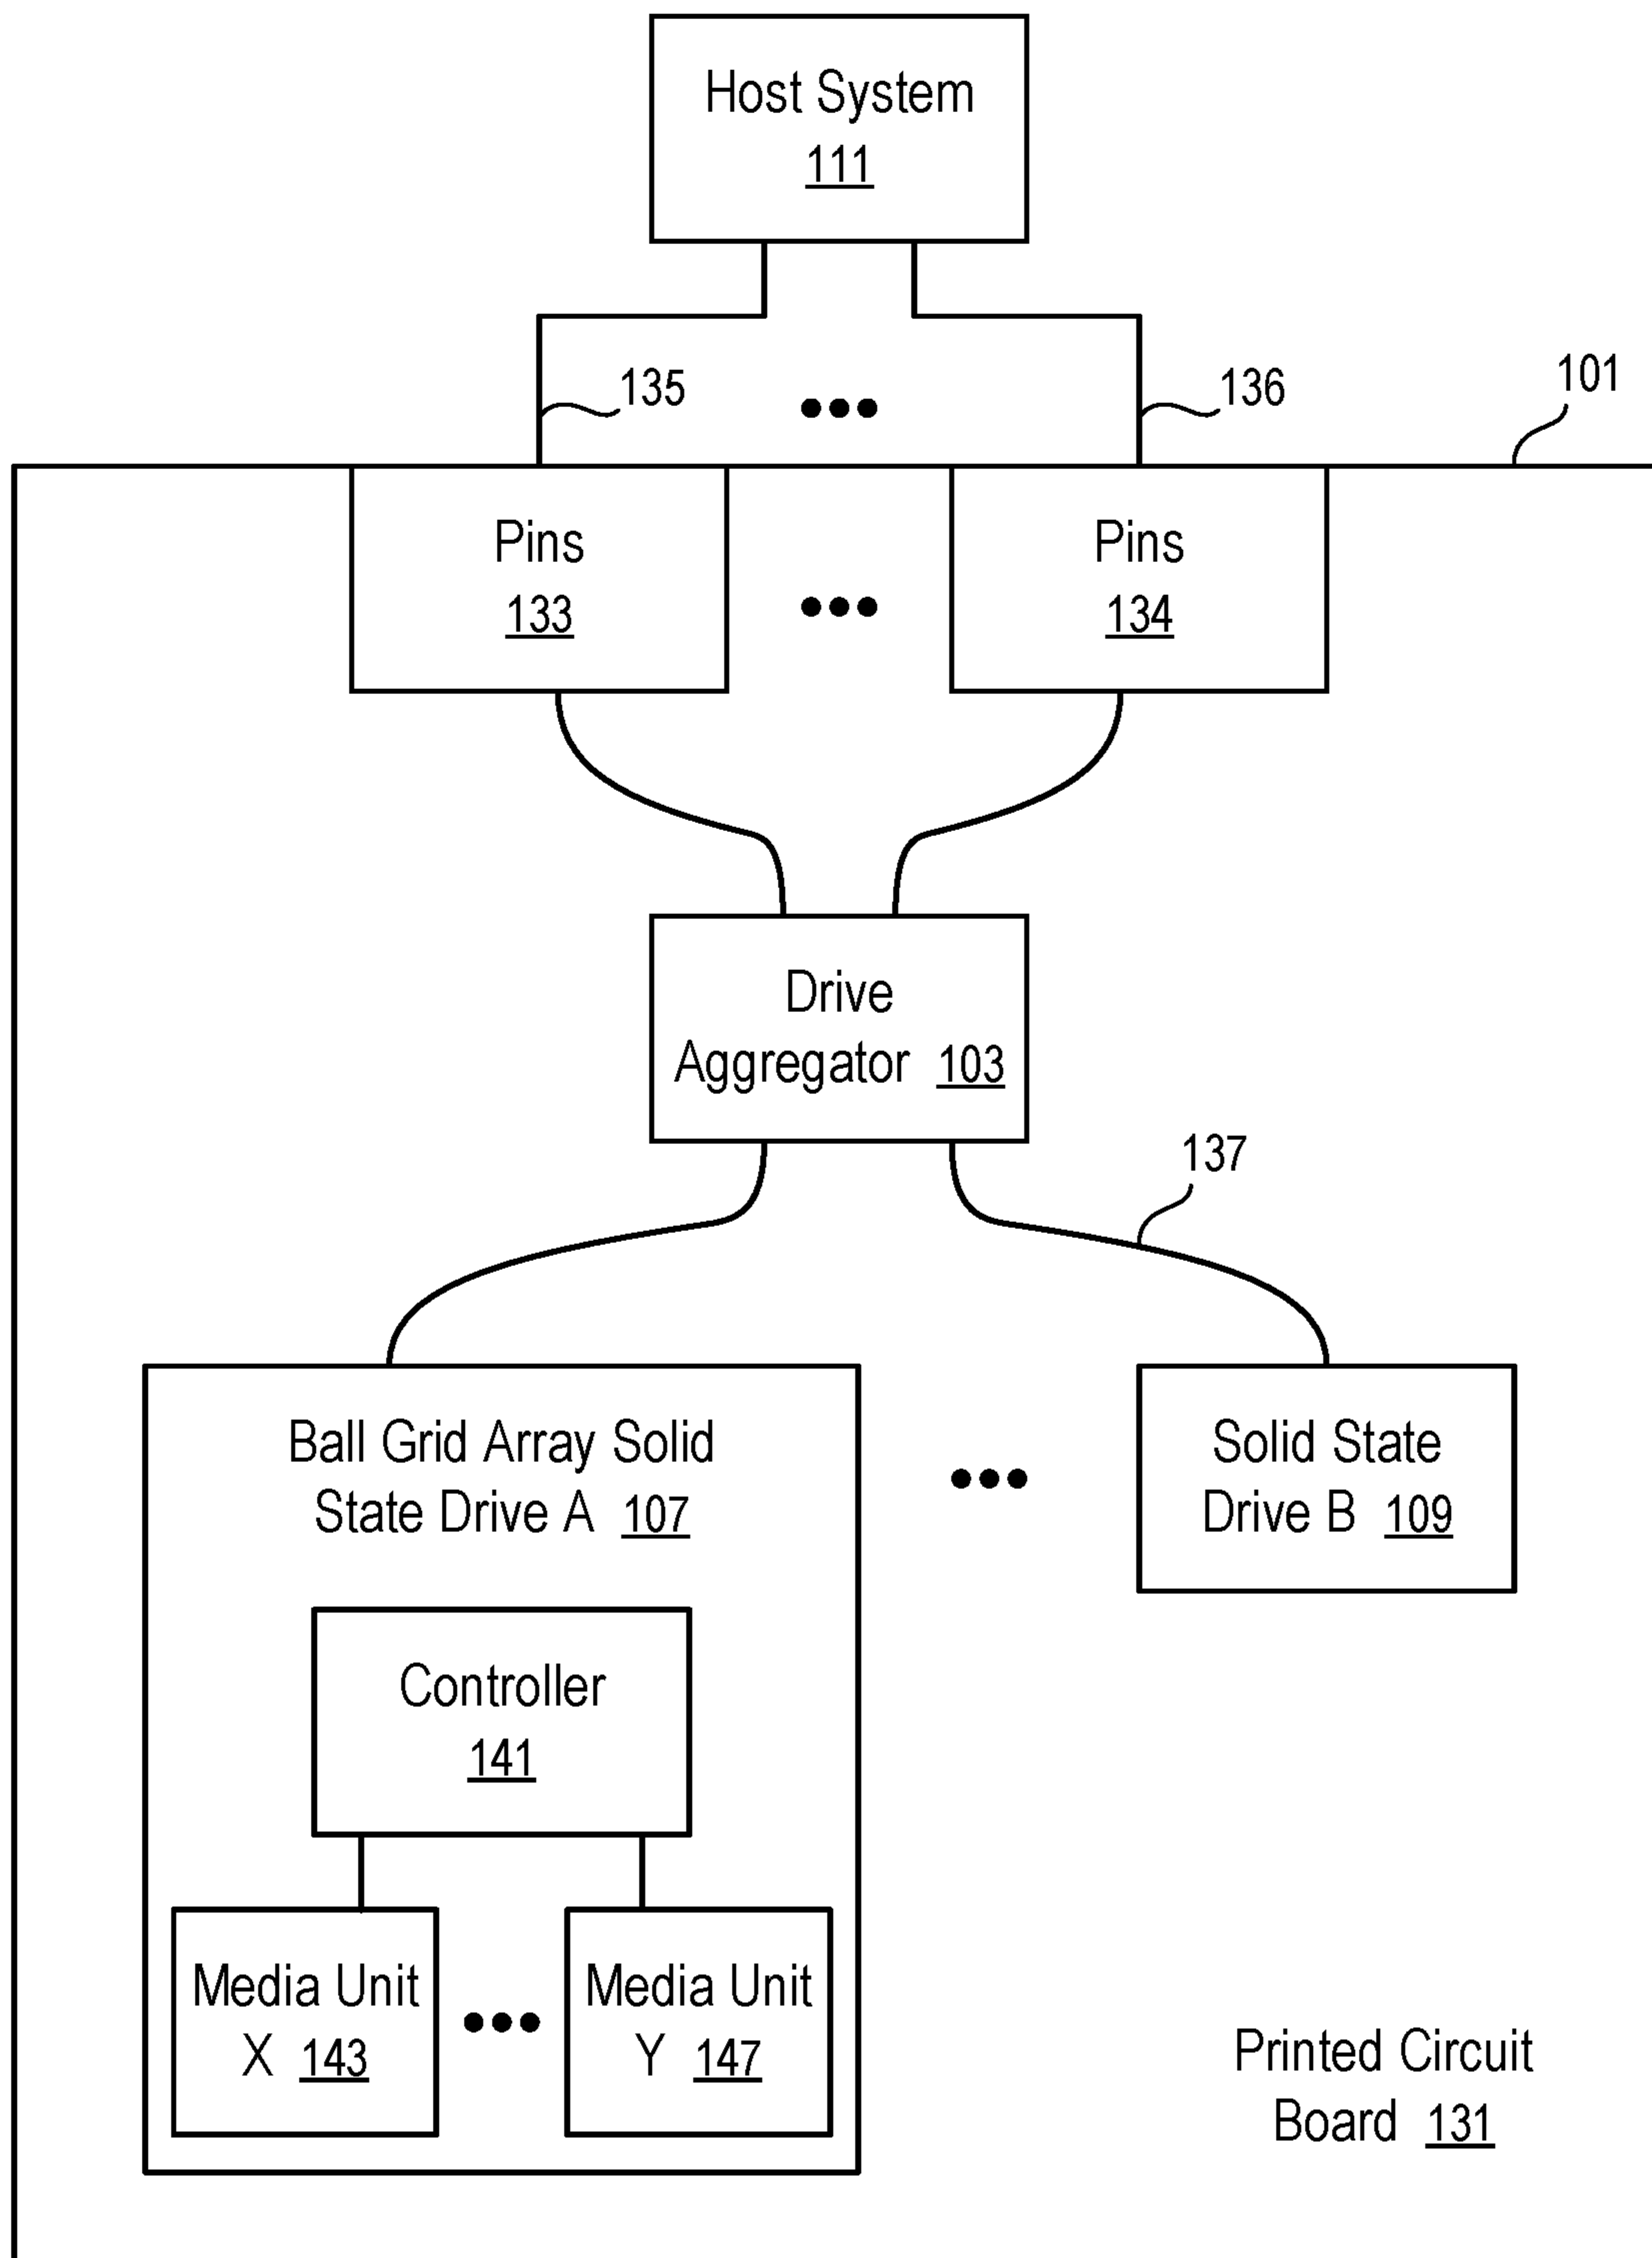 Host System
111
135
136
101
Pins
133
Pins
134
Drive
Aggregator 103
137
Ball Grid Array Solid
State Drive A 107
Solid State
Drive B 109
Controller
141
Media Unit
X 143
Media Unit
Y 147
Printed Circuit
Board 131